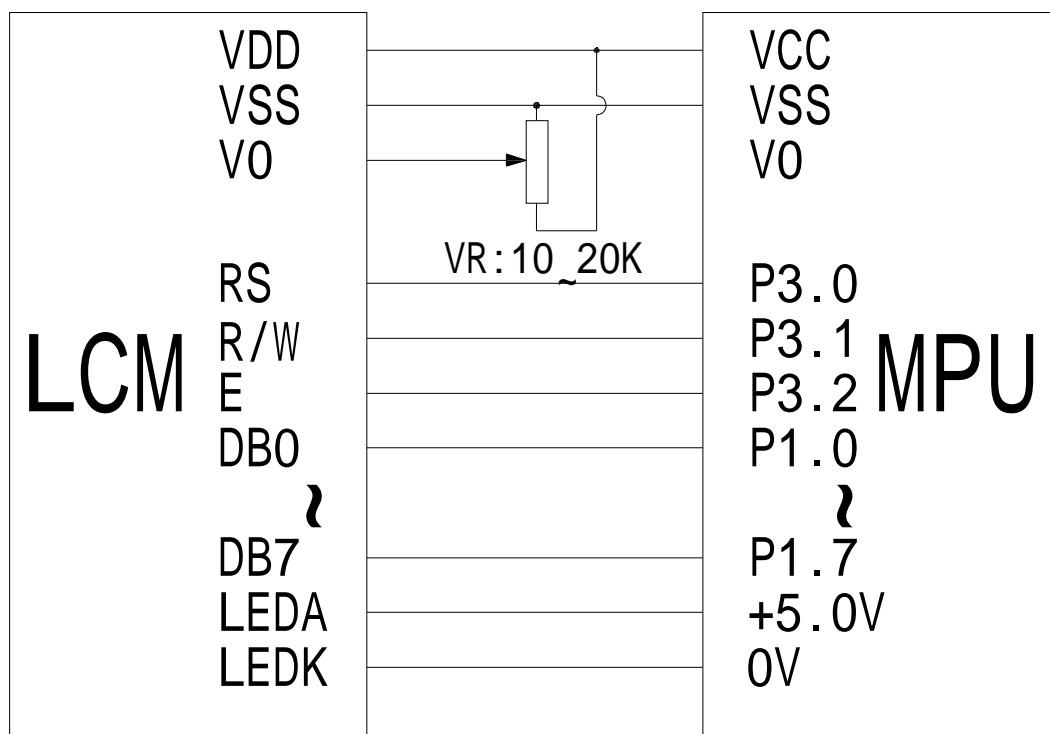 VDD VCC
VSS VSS
V0 V0
VR:10~20K
RS P3.0
R/W P3.1
LCM E P3.2 MPU
DB0 P1.0
~ ~
DB7 P1.7
LEDA +5.0V
LEDK 0V